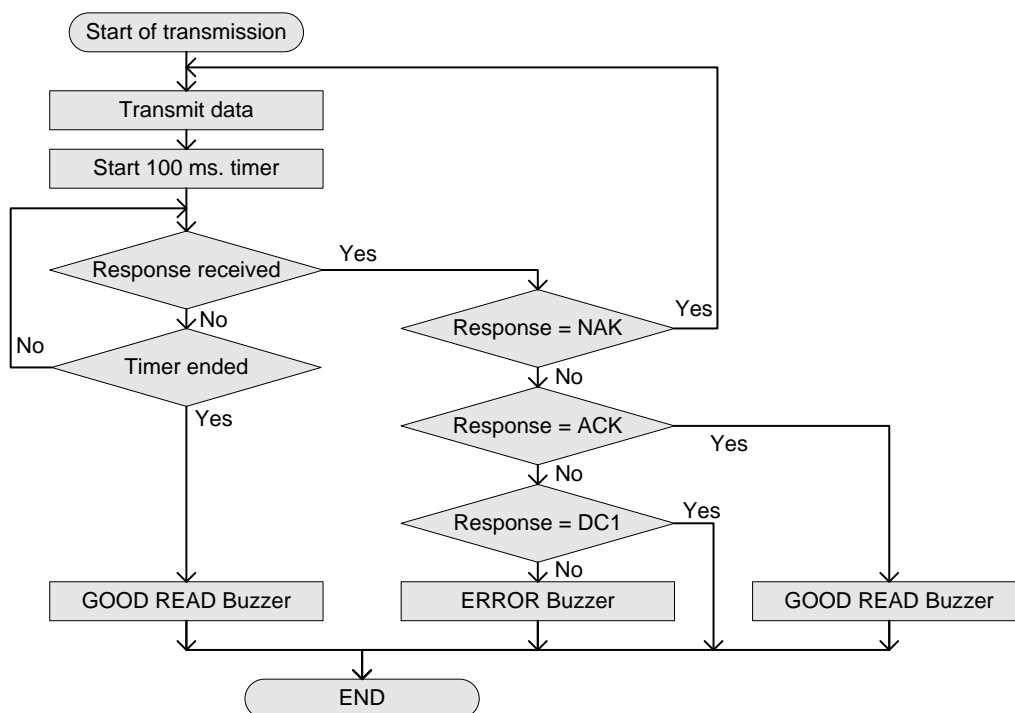 Start of transmission
Transmit data
Start 100 ms. timer
Response received
Yes
No
Timer ended
No
Yes
Response = NAK
Yes
No
Response = ACK
Yes
No
Response = DC1
Yes
No
GOOD READ Buzzer
ERROR Buzzer
GOOD READ Buzzer
END